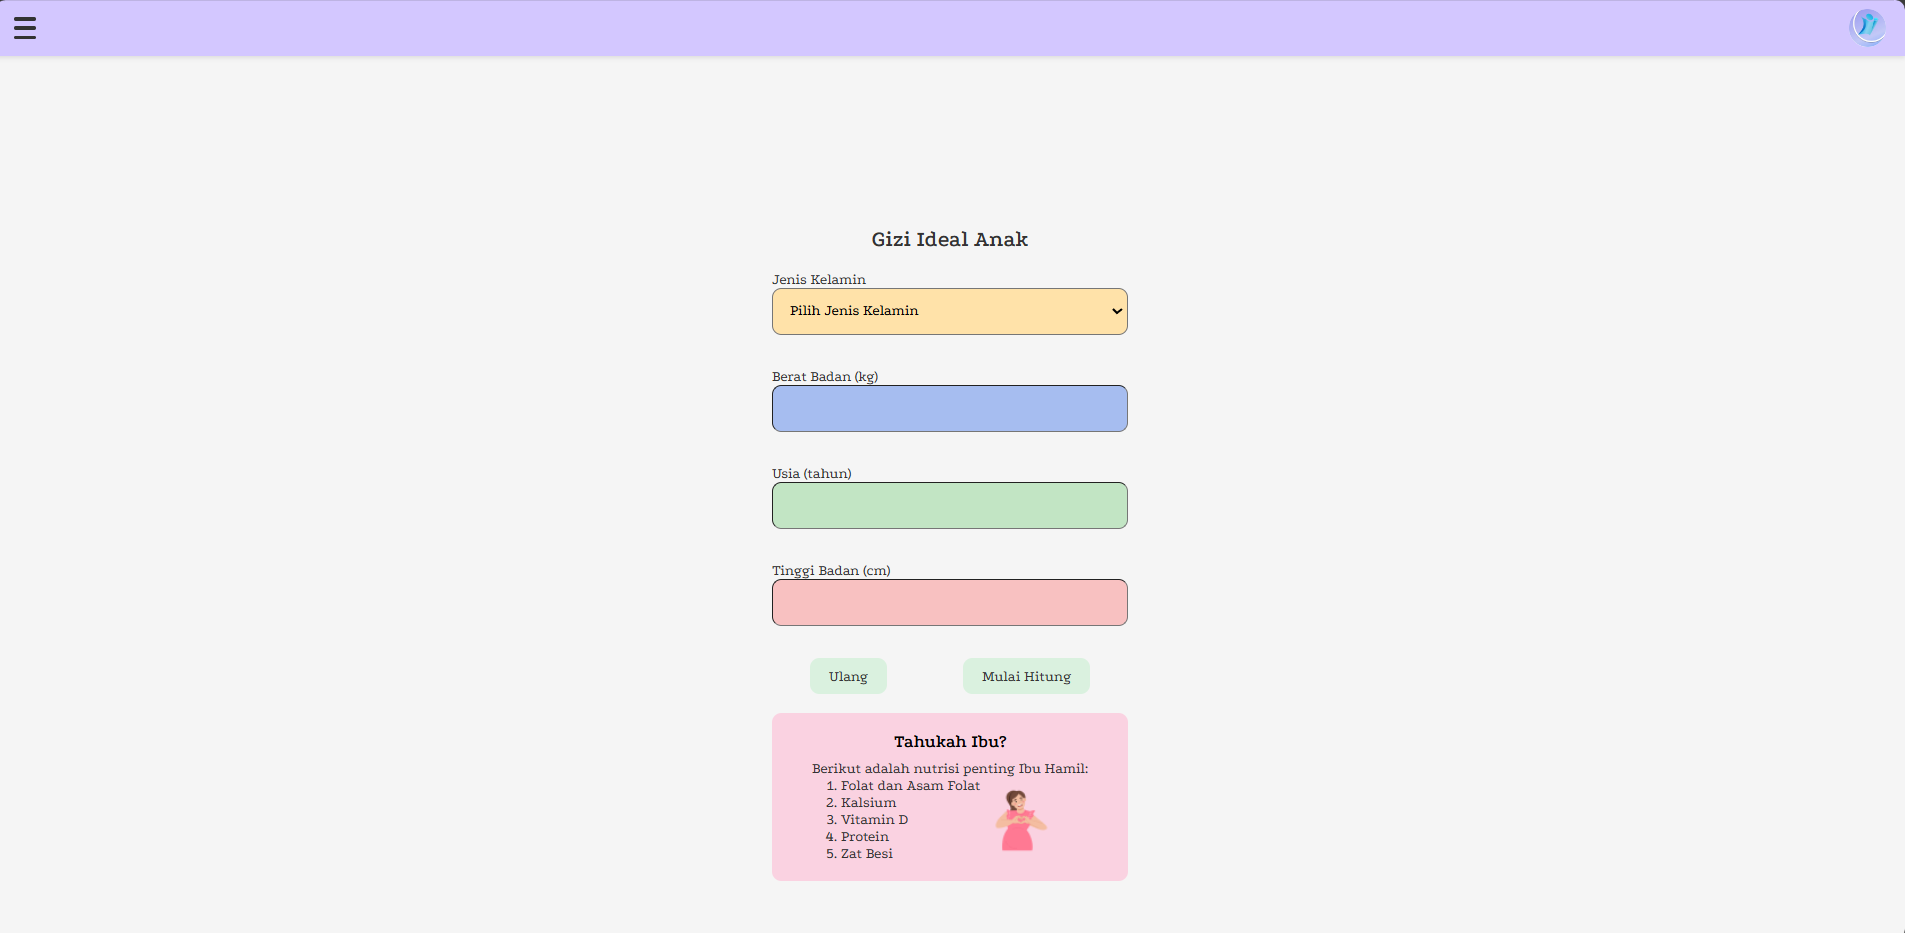 Gizi Ideal Anak
Jenis Kelamin
Pilih Jenis Kelamin
Berat Badan (kg)
Usia (tahun)
Tinggi Badan (cm)
Ulang
Mulai Hitung
Tahukah Ibu?
Berikut adalah nutrisi penting Ibu Hamil:
1. Folat dan Asam Folat
2. Kalsium
3. Vitamin D
4. Protein
5. Zat Besi